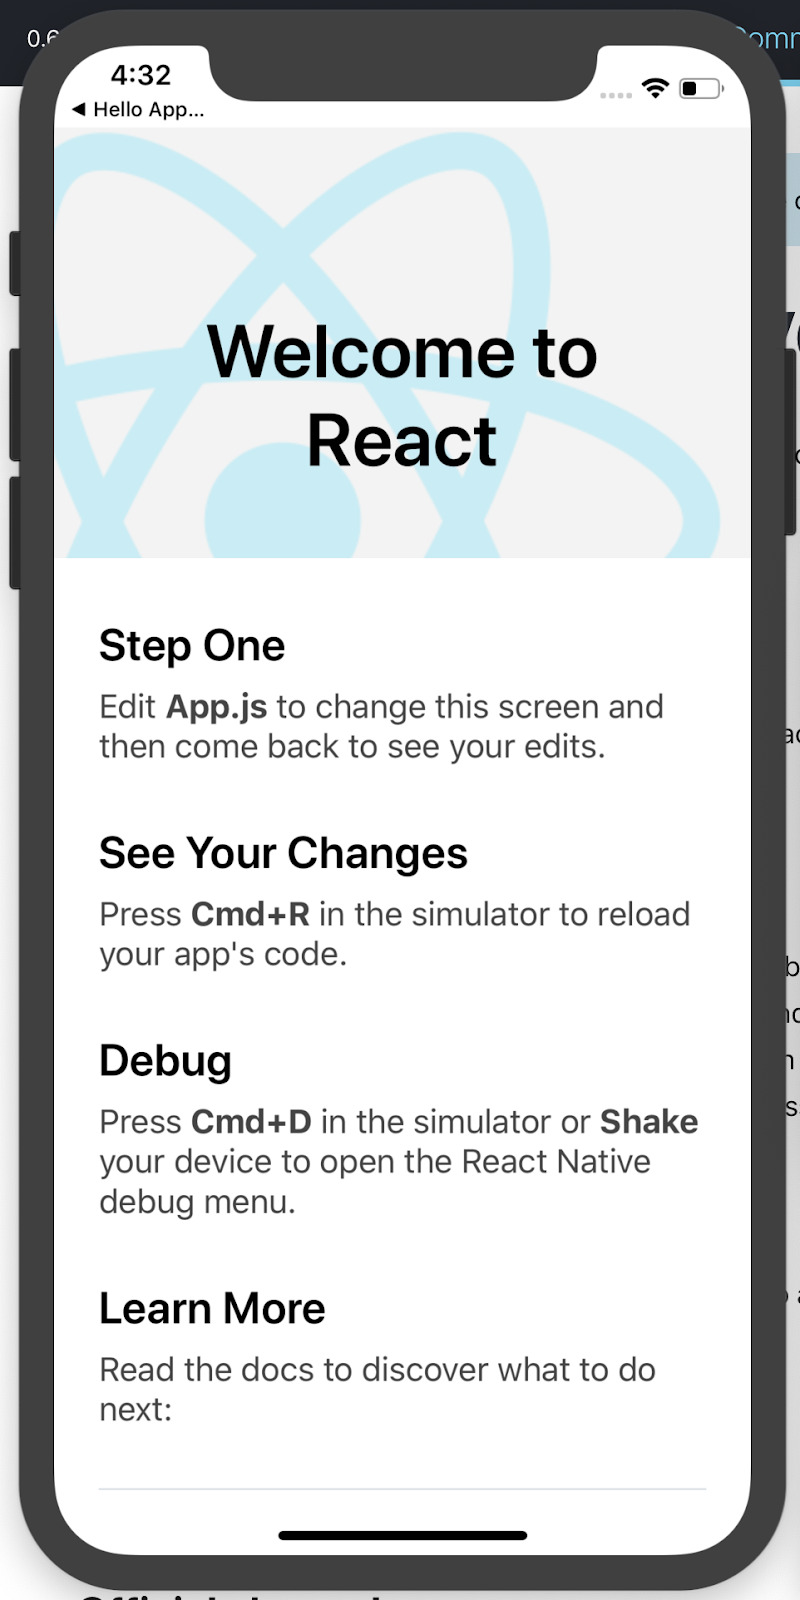 4:32
◀ Hello App...
Welcome to
React
Step One
Edit App.js to change this screen and
then come back to see your edits.
See Your Changes
Press Cmd+R in the simulator to reload
your app's code.
Debug
Press Cmd+D in the simulator or Shake
your device to open the React Native
debug menu.
Learn More
Read the docs to discover what to do
next: